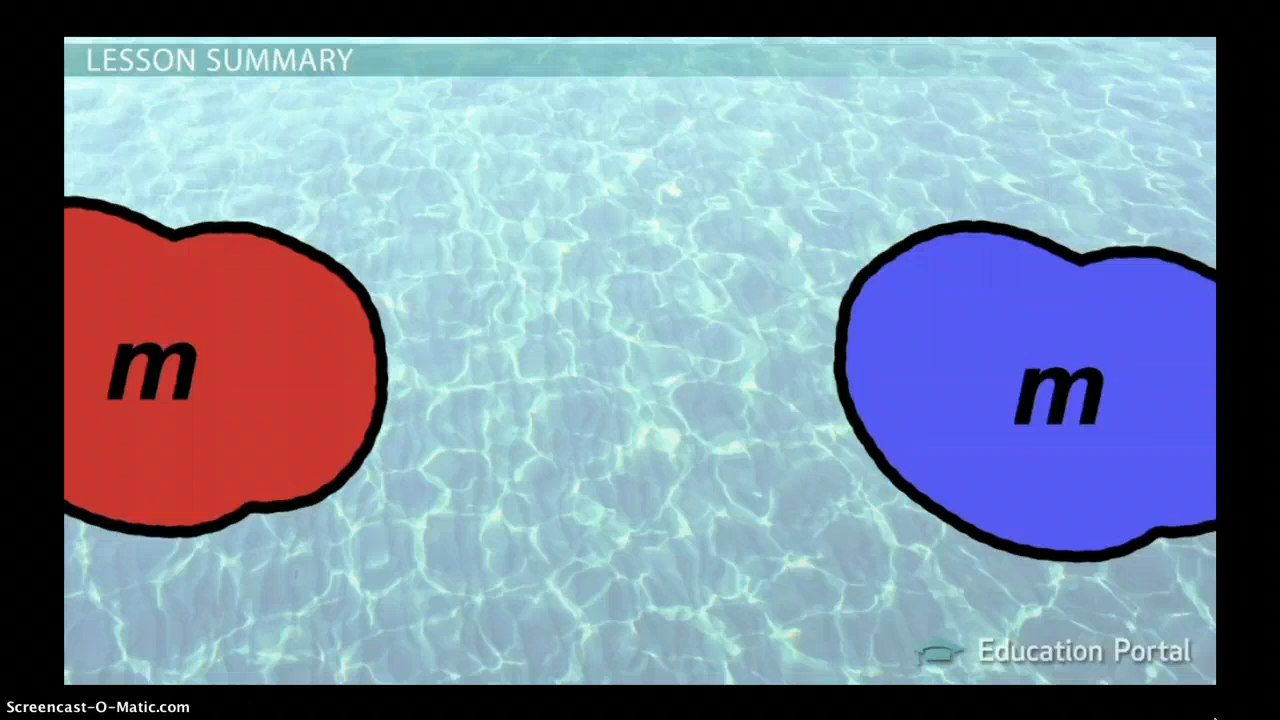 LESSON SUMMARY
m
m
Education Portal
Screencast-O-Matic.com